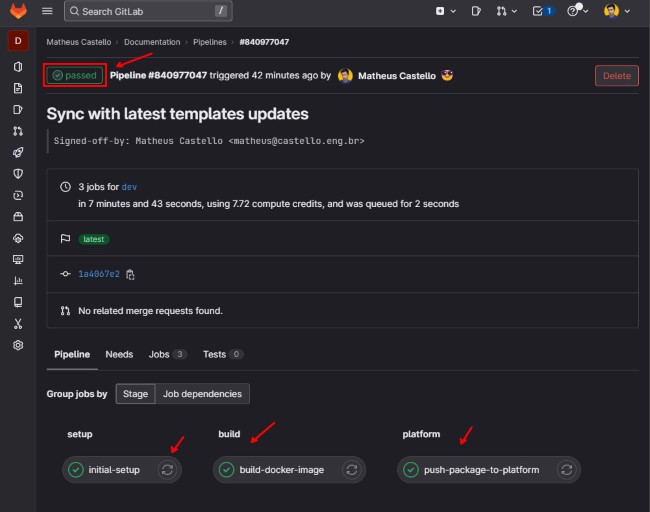 Search GitLab /
1
D
Matheus Castello > Documentation > Pipelines > #840977047
passed Pipeline #840977047 triggered 42 minutes ago by Matheus Castello Delete
Sync with latest templates updates
Signed-off-by: Matheus Castello <matheus@castello.eng.br>
3 jobs for dev
in 7 minutes and 43 seconds, using 7.72 compute credits, and was queued for 2 seconds
latest
1a4067e2
No related merge requests found.
Pipeline Needs Jobs 3 Tests 0
Group jobs by Stage Job dependencies
setup build platform
initial-setup build-docker-image push-package-to-platform